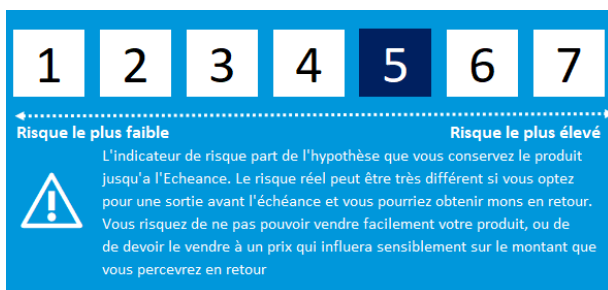 1 2 3 4 5 6 7
Risque le plus faible Risque le plus élevé
L'indicateur de risque part de l'hypothèse que vous conservez le produit
jusqu'a l'Echeance. Le risque réel peut être très différent si vous optez
pour une sortie avant l'échéance et vous pourriez obtenir mons en retour.
Vous risquez de ne pas pouvoir vendre facilement votre produit, ou de
de devoir le vendre à un prix qui influera sensiblement sur le montant que
vous percevrez en retour